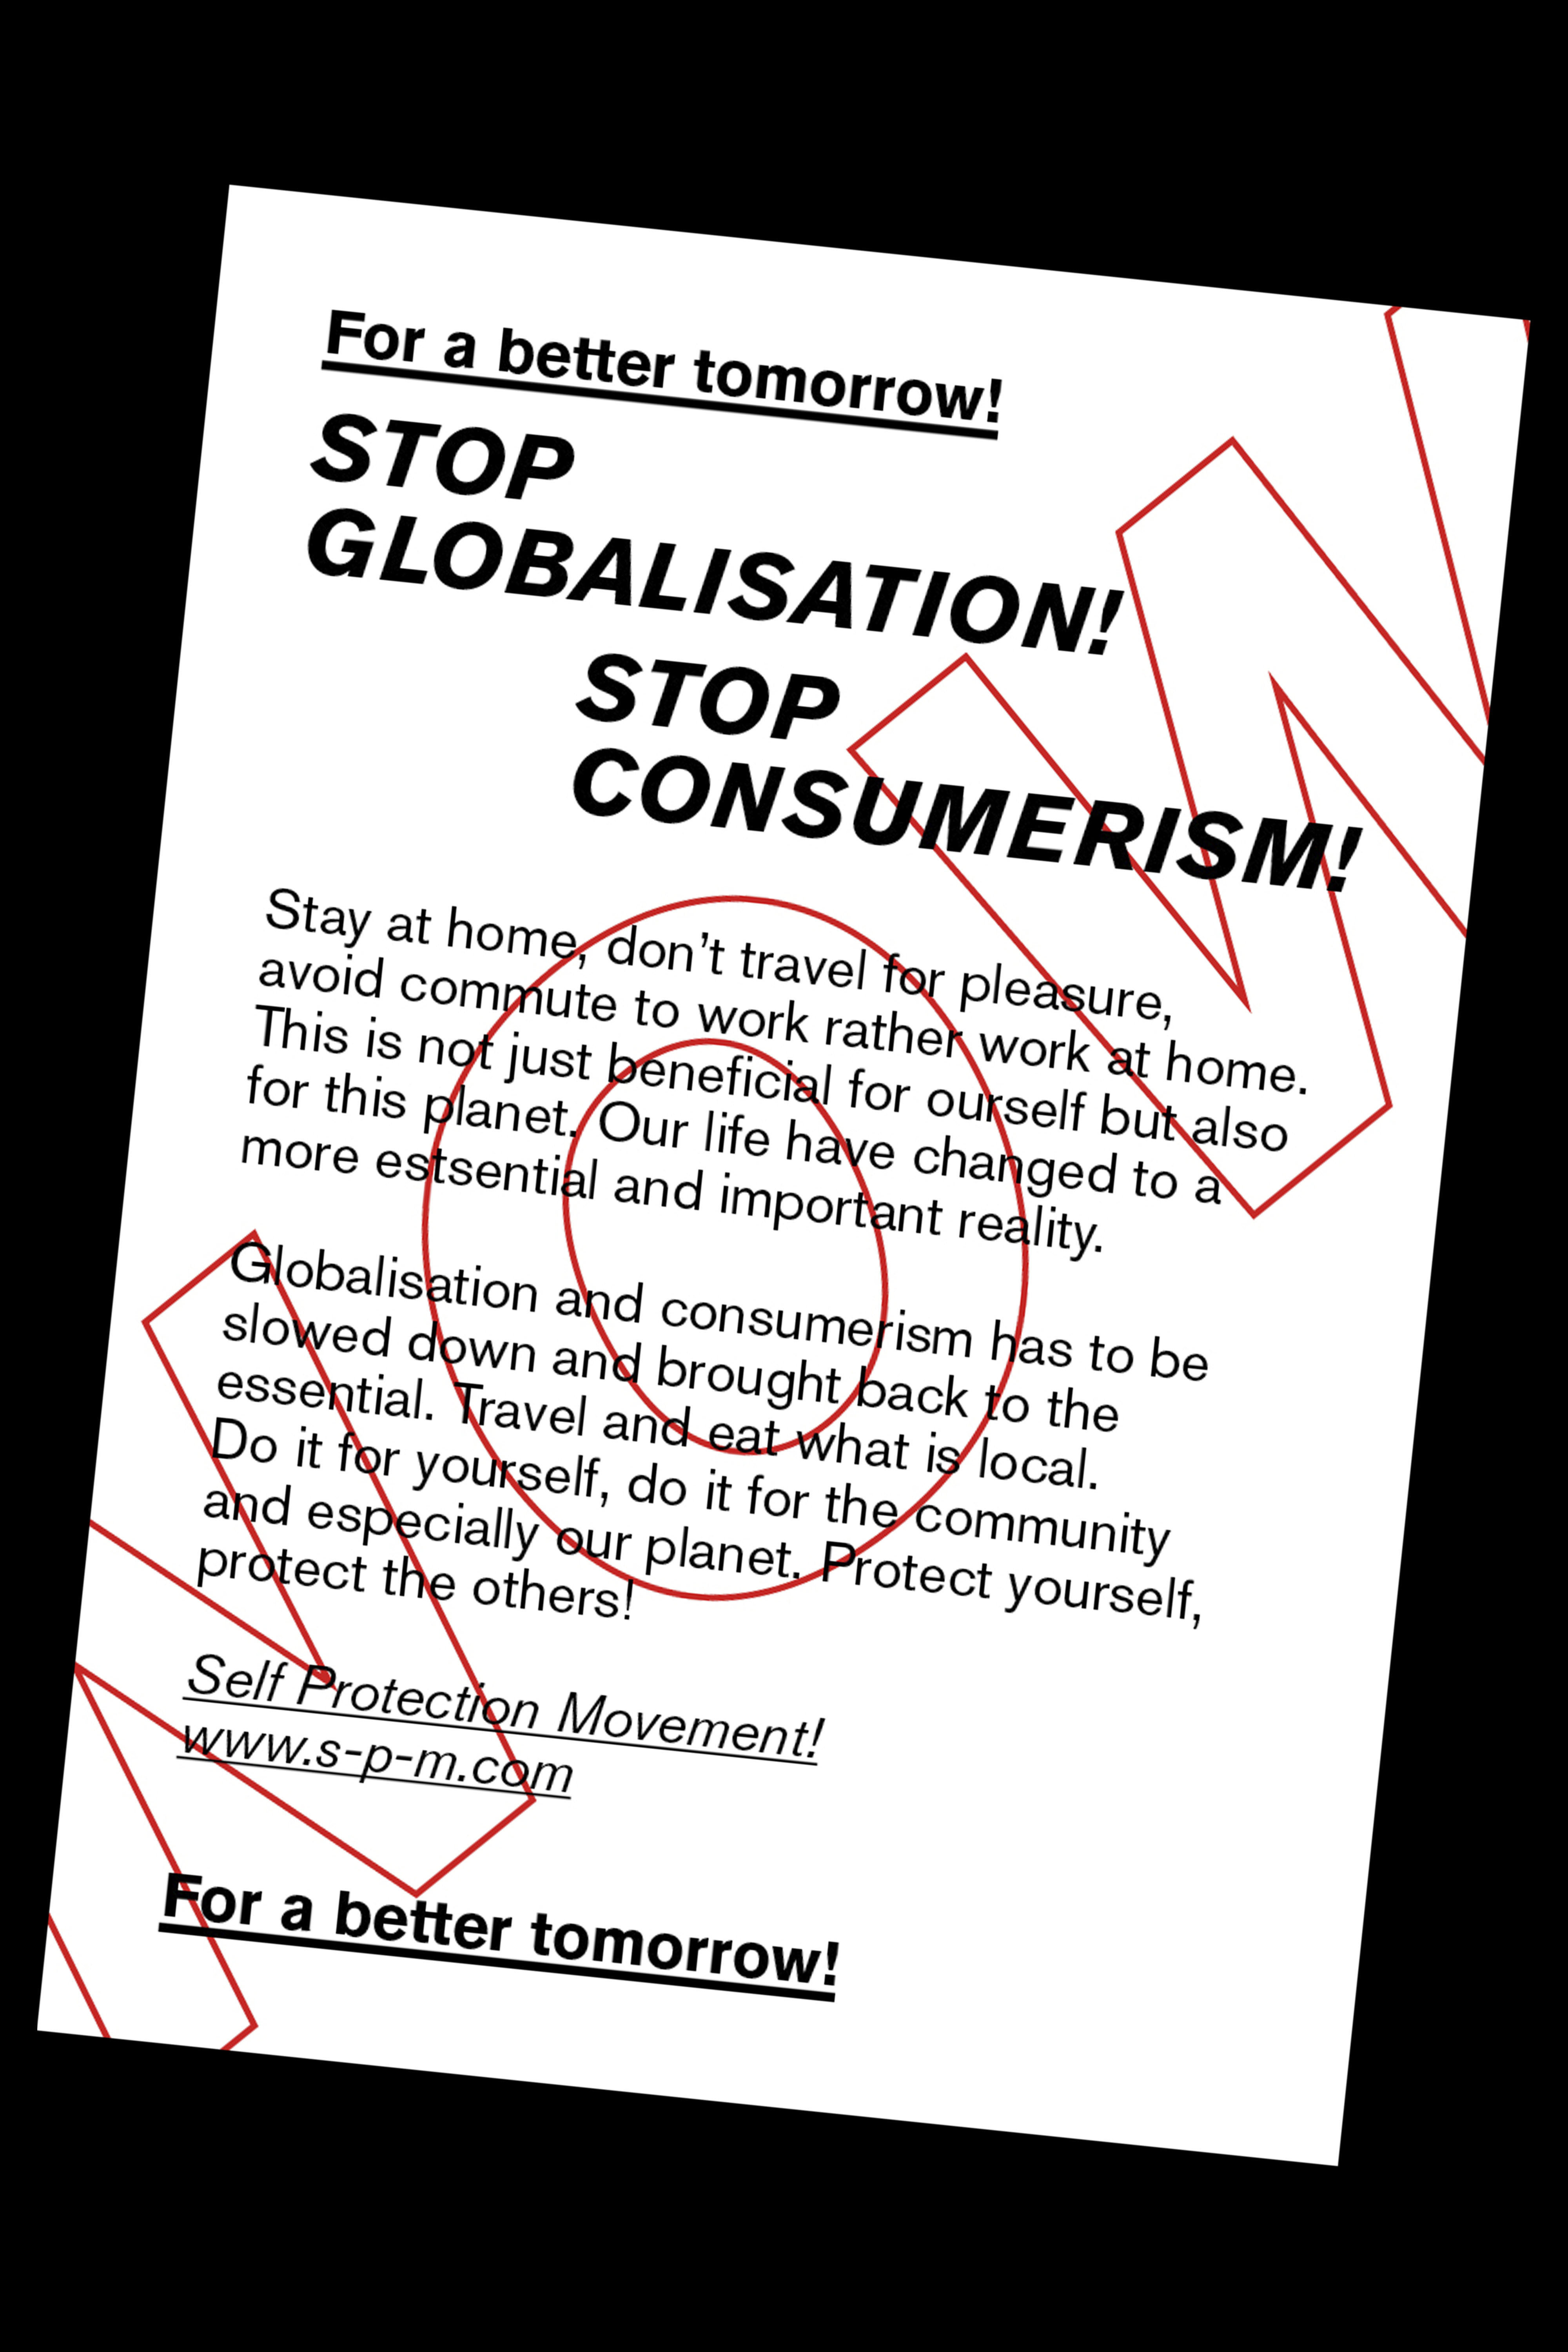 For a better tomorrow!
STOP
GLOBALISATION!
STOP
CONSUMERISM!
Stay at home, don’t travel for pleasure,
avoid commute to work rather work at home.
This is not just beneficial for ourself but also
for this planet. Our life have changed to a
more estsential and important reality.
Globalisation and consumerism has to be
slowed down and brought back to the
essential. Travel and eat what is local.
Do it for yourself, do it for the community
and especially our planet. Protect yourself,
protect the others!
Self Protection Movement!
www.s-p-m.com
For a better tomorrow!